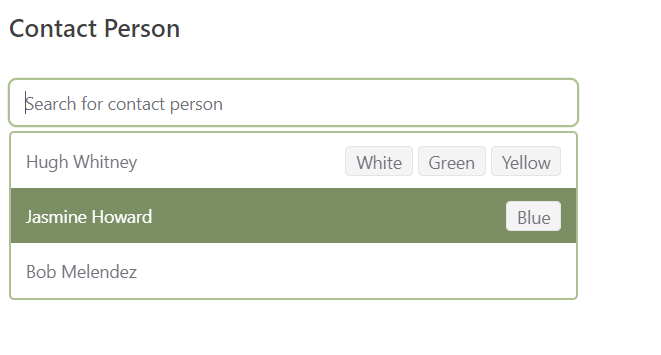 Contact Person
Search for contact person
Hugh Whitney White Green Yellow
Jasmine Howard Blue
Bob Melendez